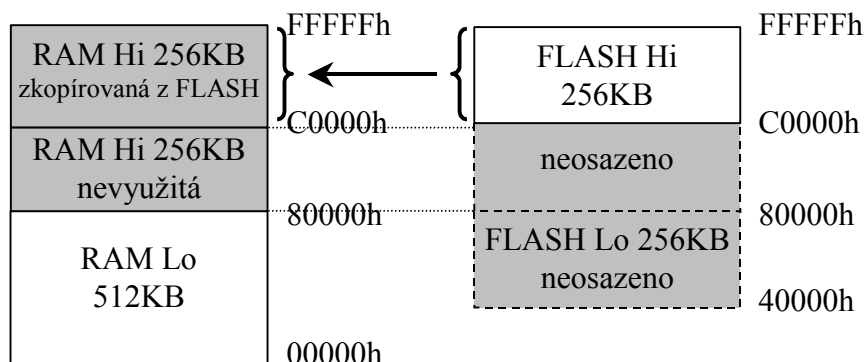 FFFFFh
RAM Hi 256KB
zkopírovaná z FLASH
C0000h
RAM Hi 256KB
nevyužitá
80000h
RAM Lo
512KB
00000h
FFFFFh
FLASH Hi
256KB
C0000h
neosazeno
80000h
FLASH Lo 256KB
neosazeno
40000h